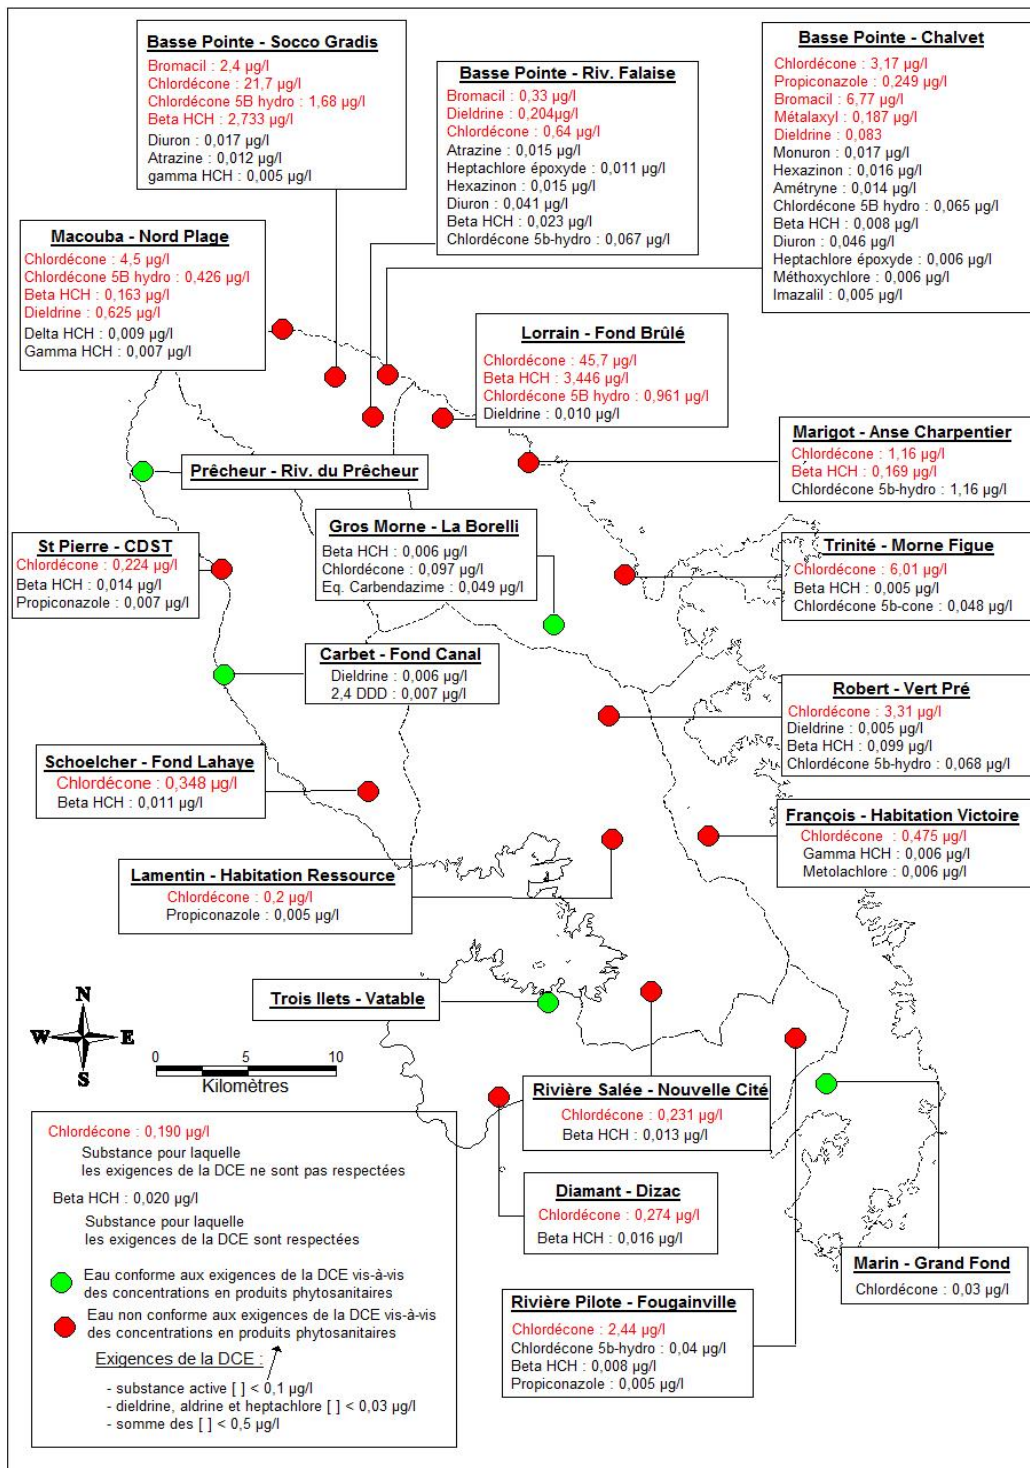 Basse Pointe - Socco Gradis
Bromacil : 2,4 µg/l
Chlordécone : 21,7 µg/l
Chlordécone 5B hydro : 1,68 µg/l
Beta HCH : 2,733 µg/l
Diuron : 0,017 µg/l
Atrazine : 0,012 µg/l
gamma HCH : 0,005 µg/l
Basse Pointe - Riv. Falaise
Bromacil : 0,33 µg/l
Dieldrine : 0,204µg/l
Chlordécone : 0,64 µg/l
Atrazine : 0,015 µg/l
Heptachlore époxyde : 0,011 µg/l
Hexazinon : 0,015 µg/l
Diuron : 0,041 µg/l
Beta HCH : 0,023 µg/l
Chlordécone 5b-hydro : 0,067 µg/l
Basse Pointe - Chalvet
Chlordécone : 3,17 µg/l
Propiconazole : 0,249 µg/l
Bromacil : 6,77 µg/l
Métalaxyl : 0,187 µg/l
Dieldrine : 0,083
Monuron : 0,017 µg/l
Hexazinon : 0,016 µg/l
Amétryne : 0,014 µg/l
Chlordécone 5B hydro : 0,065 µg/l
Beta HCH : 0,008 µg/l
Diuron : 0,046 µg/l
Heptachlore époxyde : 0,006 µg/l
Méthoxychlore : 0,006 µg/l
Imazalil : 0,005 µg/l
Macouba - Nord Plage
Chlordécone : 4,5 µg/l
Chlordécone 5B hydro : 0,426 µg/l
Beta HCH : 0,163 µg/l
Dieldrine : 0,625 µg/l
Delta HCH : 0,009 µg/l
Gamma HCH : 0,007 µg/l
Lorrain - Fond Brûlé
Chlordécone : 45,7 µg/l
Beta HCH : 3,446 µg/l
Chlordécone 5B hydro : 0,961 µg/l
Dieldrine : 0,010 µg/l
Marigot - Anse Charpentier
Chlordécone : 1,16 µg/l
Beta HCH : 0,169 µg/l
Chlordécone 5b-hydro : 1,16 µg/l
Prêcheur - Riv. du Prêcheur
Gros Morne - La Borelli
Beta HCH : 0,006 µg/l
Chlordécone : 0,097 µg/l
Eq. Carbendazime : 0,049 µg/l
St Pierre - CDST
Chlordécone : 0,224 µg/l
Beta HCH : 0,014 µg/l
Propiconazole : 0,007 µg/l
Trinité - Morne Figue
Chlordécone : 6,01 µg/l
Beta HCH : 0,005 µg/l
Chlordécone 5b-cone : 0,048 µg/l
Carbet - Fond Canal
Dieldrine : 0,006 µg/l
2,4 DDD : 0,007 µg/l
Robert - Vert Pré
Chlordécone : 3,31 µg/l
Dieldrine : 0,005 µg/l
Beta HCH : 0,099 µg/l
Chlordécone 5b-hydro : 0,068 µg/l
Schoelcher - Fond Lahaye
Chlordécone : 0,348 µg/l
Beta HCH : 0,011 µg/l
François - Habitation Victoire
Chlordécone : 0,475 µg/l
Gamma HCH : 0,006 µg/l
Metolachlore : 0,006 µg/l
Lamentin - Habitation Ressource
Chlordécone : 0,2 µg/l
Propiconazole : 0,005 µg/l
Trois Ilets - Vatable
N
W E
S
0 5 10
Kilomètres
Rivière Salée - Nouvelle Cité
Chlordécone : 0,231 µg/l
Beta HCH : 0,013 µg/l
Diamant - Dizac
Chlordécone : 0,274 µg/l
Beta HCH : 0,016 µg/l
Marin - Grand Fond
Chlordécone : 0,03 µg/l
Rivière Pilote - Fougainville
Chlordécone : 2,44 µg/l
Chlordécone 5b-hydro : 0,04 µg/l
Beta HCH : 0,008 µg/l
Propiconazole : 0,005 µg/l
Chlordécone : 0,190 µg/l
Substance pour laquelle
les exigences de la DCE ne sont pas respectées
Beta HCH : 0,020 µg/l
Substance pour laquelle
les exigences de la DCE sont respectées
Eau conforme aux exigences de la DCE vis-à-vis
des concentrations en produits phytosanitaires
Eau non conforme aux exigences de la DCE vis-à-vis
des concentrations en produits phytosanitaires
Exigences de la DCE :
- substance active [ ] < 0,1 µg/l
- dieldrine, aldrine et heptachlore [ ] < 0,03 µg/l
- somme des [ ] < 0,5 µg/l